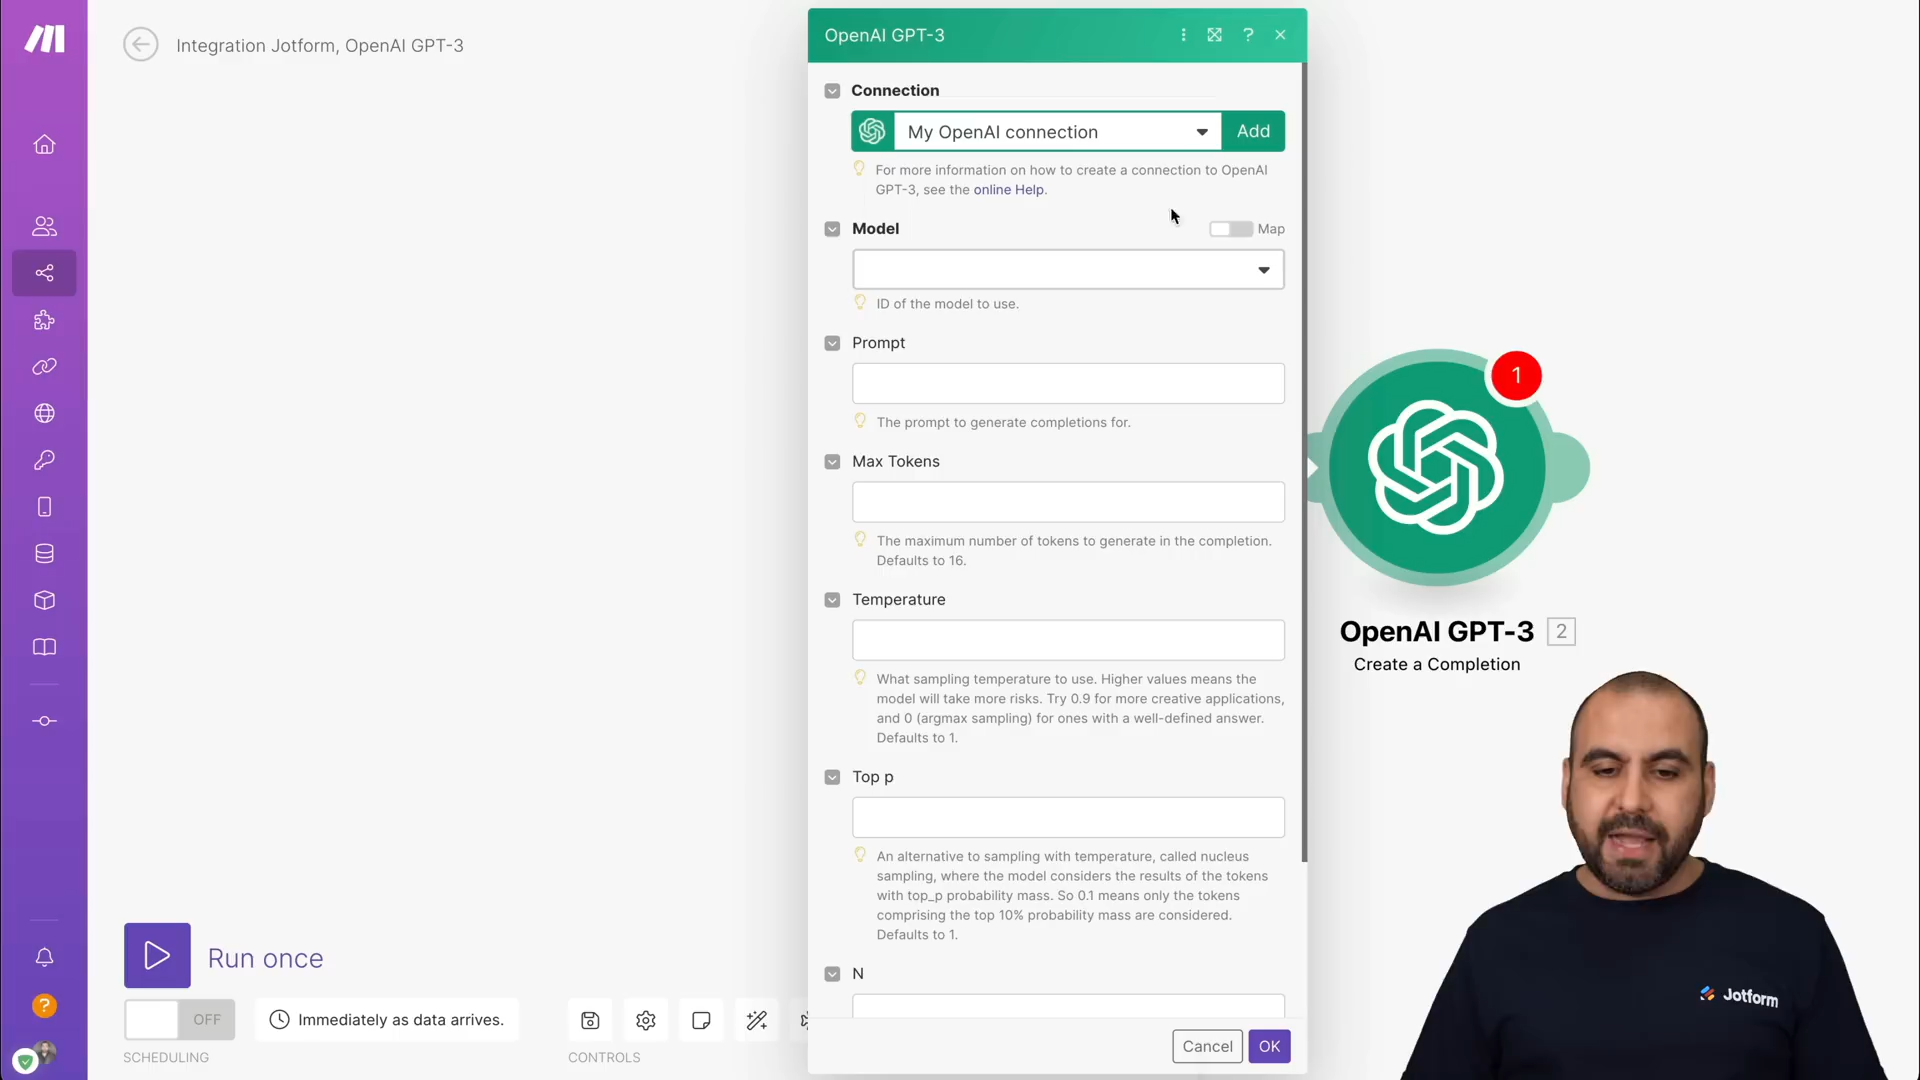 Integration Jotform, OpenAI GPT-3
OpenAI GPT-3
?
Connection
My OpenAI connection
Add
For more information on how to create a connection to OpenAI
GPT-3, see the online Help.
Model
Map
ID of the model to use.
Prompt
The prompt to generate completions for.
Max Tokens
The maximum number of tokens to generate in the completion.
Defaults to 16.
Temperature
What sampling temperature to use. Higher values means the
model will take more risks. Try 0.9 for more creative applications,
and 0 (argmax sampling) for ones with a well-defined answer.
Defaults to 1.
Top p
An alternative to sampling with temperature, called nucleus
sampling, where the model considers the results of the tokens
with top_p probability mass. So 0.1 means only the tokens
comprising the top 10% probability mass are considered.
Defaults to 1.
N
Cancel
OK
1
OpenAI GPT-3 2
Create a Completion
Run once
OFF
Immediately as data arrives.
SCHEDULING
CONTROLS
?
Jotform